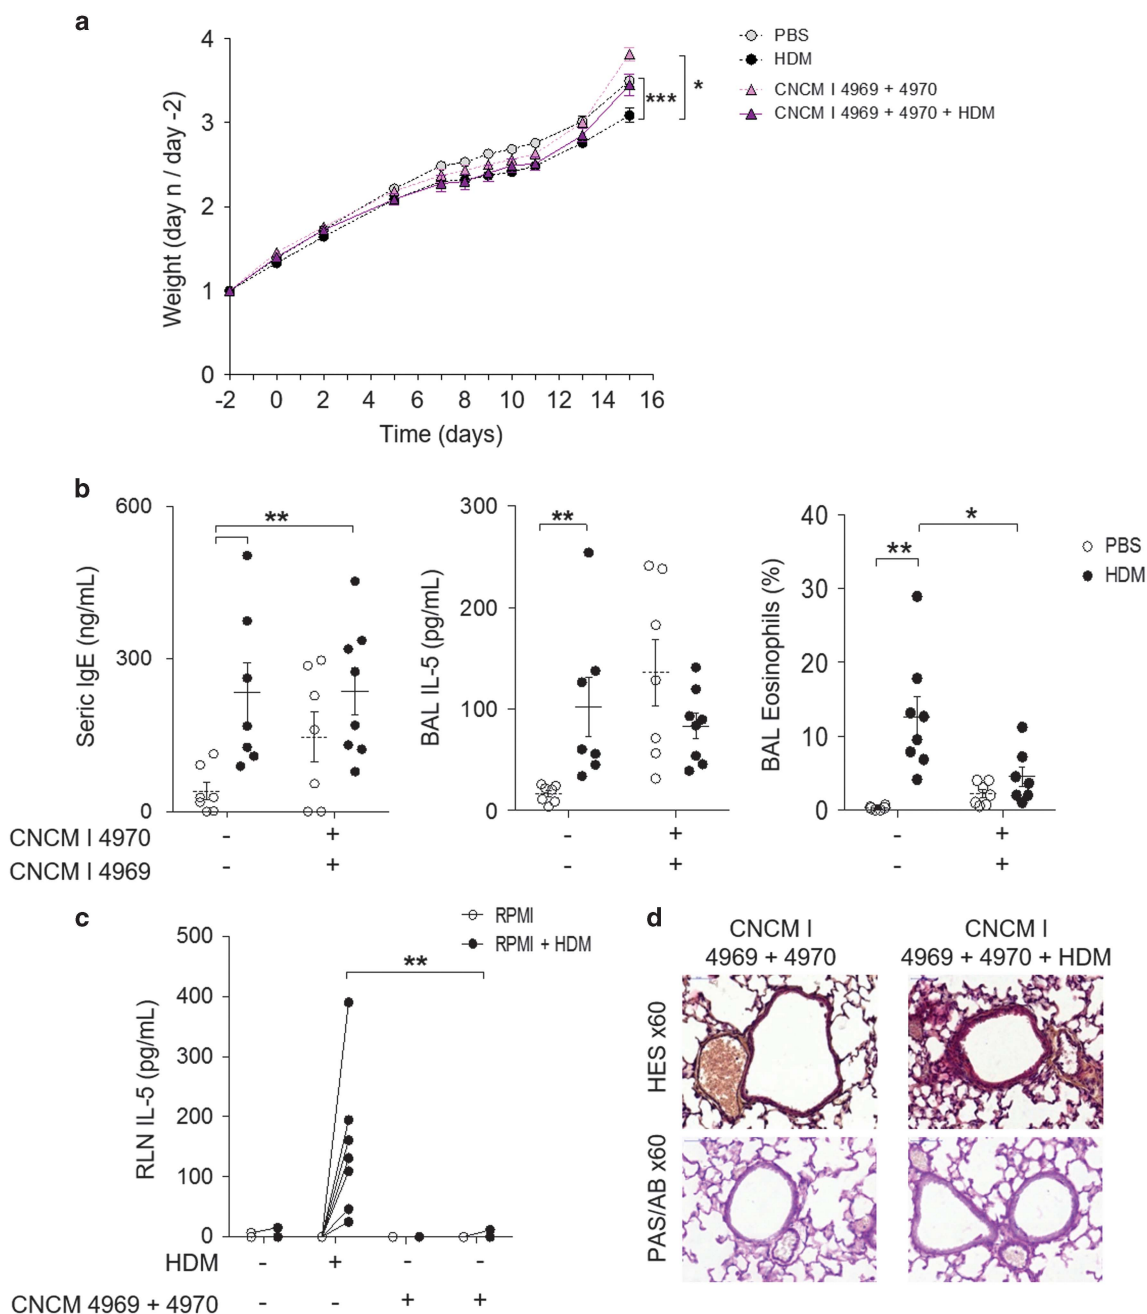 a
Weight (day n / day -2)
4
3
2
1
0
-2 0 2 4 6 8 10 12 14 16
Time (days)
*** *
PBS
HDM
CNCM I 4969 + 4970
CNCM I 4969 + 4970 + HDM
b
Seric IgE (ng/mL)
600
300
0
**
BAL IL-5 (pg/mL)
300
200
100
0
**
BAL Eosinophils (%)
40
30
20
10
0
** *
PBS
HDM
CNCM I 4970 - + - + - +
CNCM I 4969 - + - + - +
c
RLN IL-5 (pg/mL)
500
400
300
200
100
0
RPMI
RPMI + HDM
**
HDM - + - -
CNCM 4969 + 4970 - - + +
d
CNCM I
4969 + 4970
CNCM I
4969 + 4970 + HDM
HES x60
PAS/AB x60